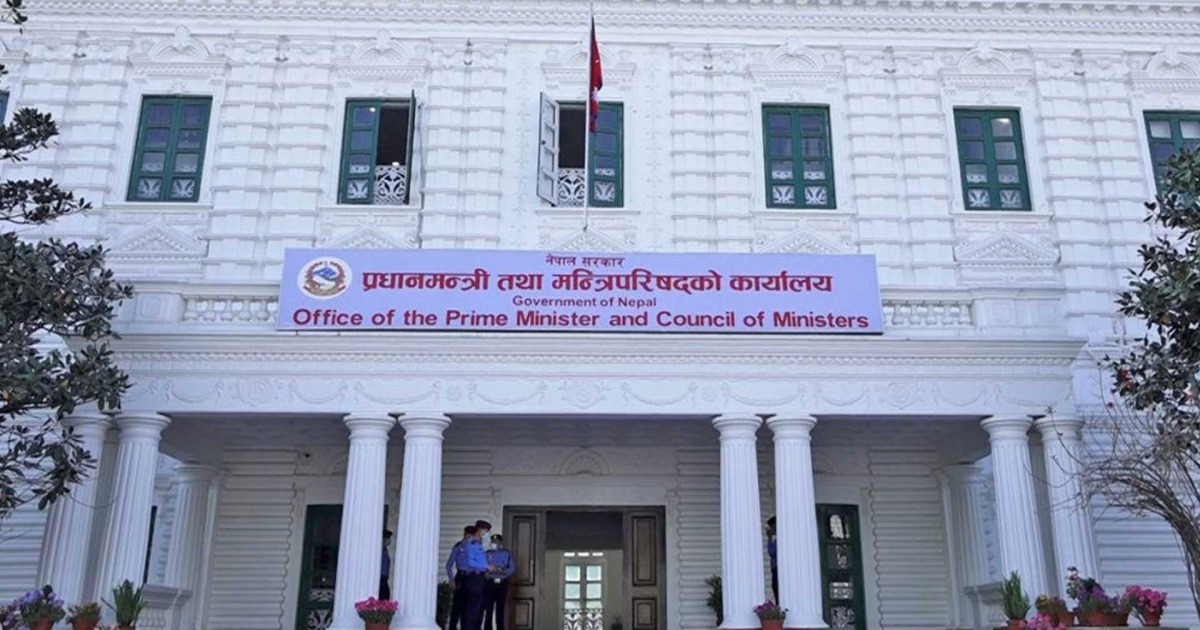 नेपाल सरकार
प्रधानमन्त्री तथा मन्त्रिपरिषद्को कार्यालय
Government of Nepal
Office of the Prime Minister and Council of Ministers